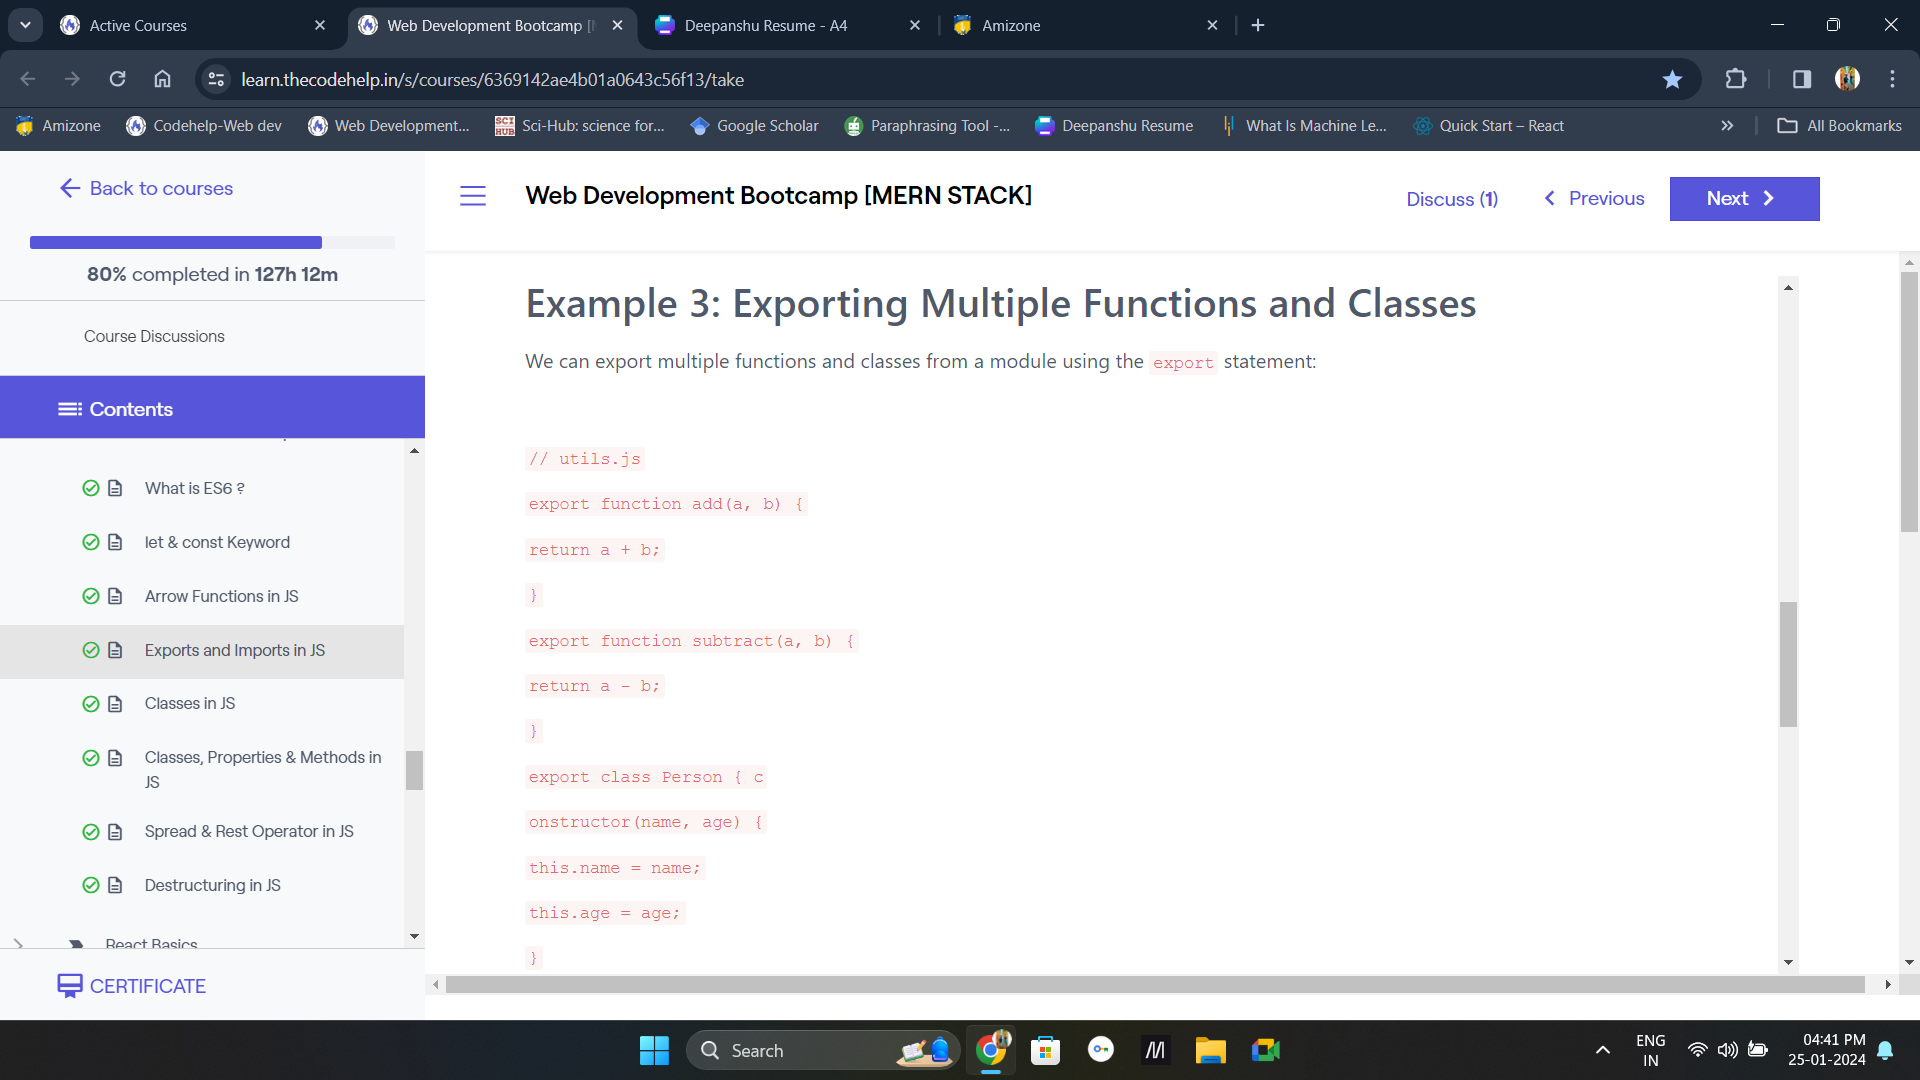 Active Courses
Web Development Bootcamp [
Deepanshu Resume - A4
Amizone
learn.thecodehelp.in/s/courses/6369142ae4b01a0643c56f13/take
Amizone
Codehelp-Web dev
Web Development...
SCI HUB
Sci-Hub: science for...
Google Scholar
Paraphrasing Tool -...
Deepanshu Resume
What Is Machine Le...
Quick Start – React
All Bookmarks
Back to courses
80% completed in 127h 12m
Course Discussions
Contents
What is ES6 ?
let & const Keyword
Arrow Functions in JS
Exports and Imports in JS
Classes in JS
Classes, Properties & Methods in
JS
Spread & Rest Operator in JS
Destructuring in JS
React Basics
CERTIFICATE
Web Development Bootcamp [MERN STACK]
Discuss (1)
Previous
Next
Example 3: Exporting Multiple Functions and Classes
We can export multiple functions and classes from a module using the export statement:
// utils.js
export function add(a, b) {
return a + b;
}
export function subtract(a, b) {
return a - b;
}
export class Person { c
onstructor(name, age) {
this.name = name;
this.age = age;
}
Search
ENG
IN
04:41 PM
25-01-2024